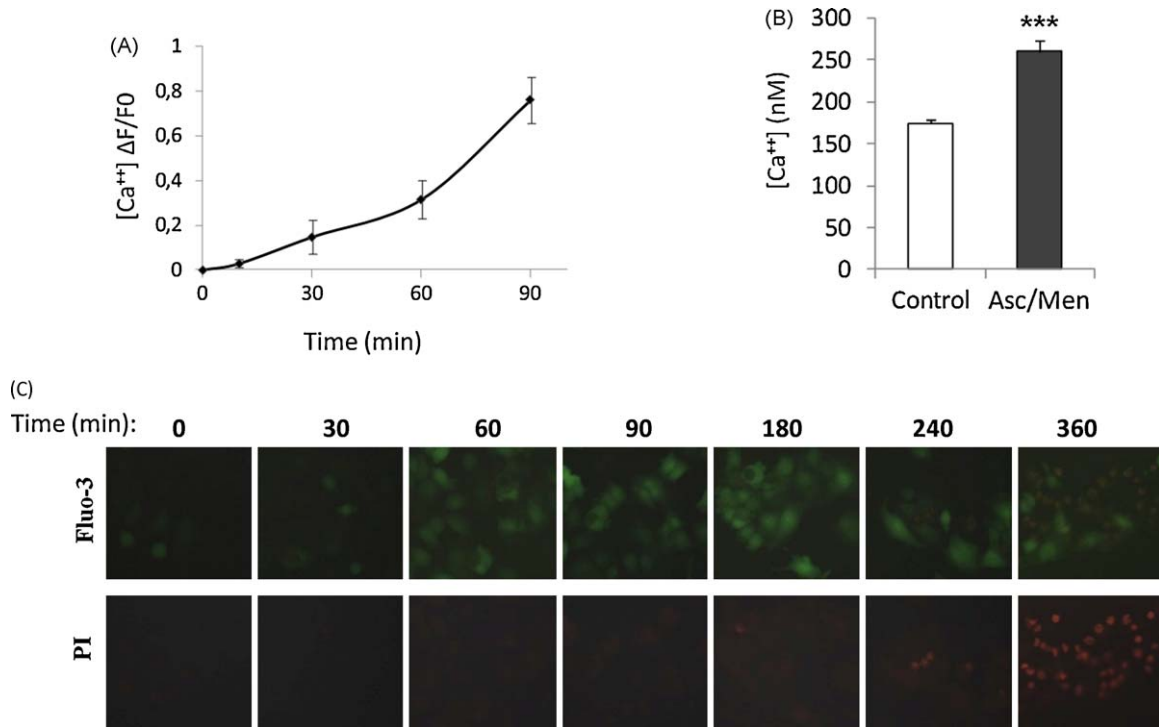 (A)
[Ca⁺⁺] ΔF/F0
1
0,8
0,6
0,4
0,2
0
0 30 60 90
Time (min)
(B)
***
[Ca⁺⁺] (nM)
300
250
200
150
100
50
0
Control Asc/Men
(C)
Time (min): 0 30 60 90 180 240 360
Fluo-3
PI